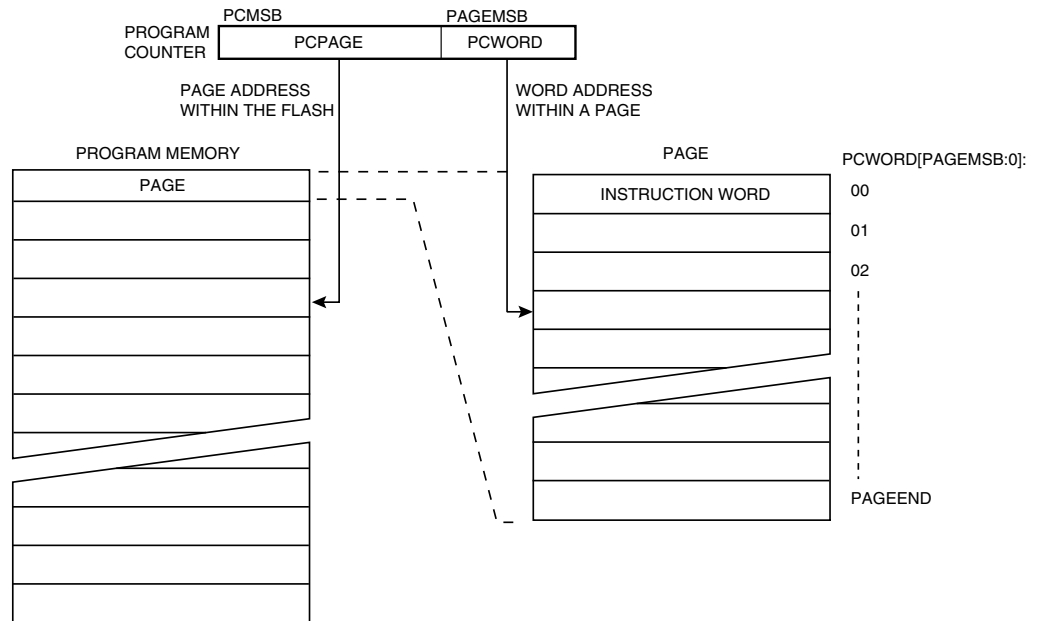 PCMSB PAGEMSB
PROGRAM
COUNTER
PCPAGE PCWORD
PAGE ADDRESS
WITHIN THE FLASH
WORD ADDRESS
WITHIN A PAGE
PROGRAM MEMORY
PAGE
PAGE
INSTRUCTION WORD
PCWORD[PAGEMSB:0]:
00
01
02
PAGEEND